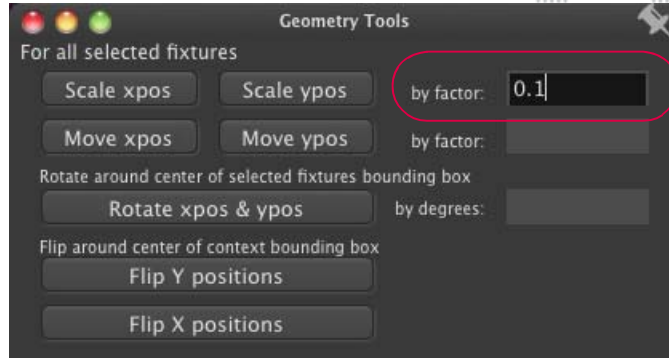 Geometry Tools
For all selected fixtures
Scale xpos Scale ypos by factor: 0.1
Move xpos Move ypos by factor:
Rotate around center of selected fixtures bounding box
Rotate xpos & ypos by degrees:
Flip around center of context bounding box
Flip Y positions
Flip X positions